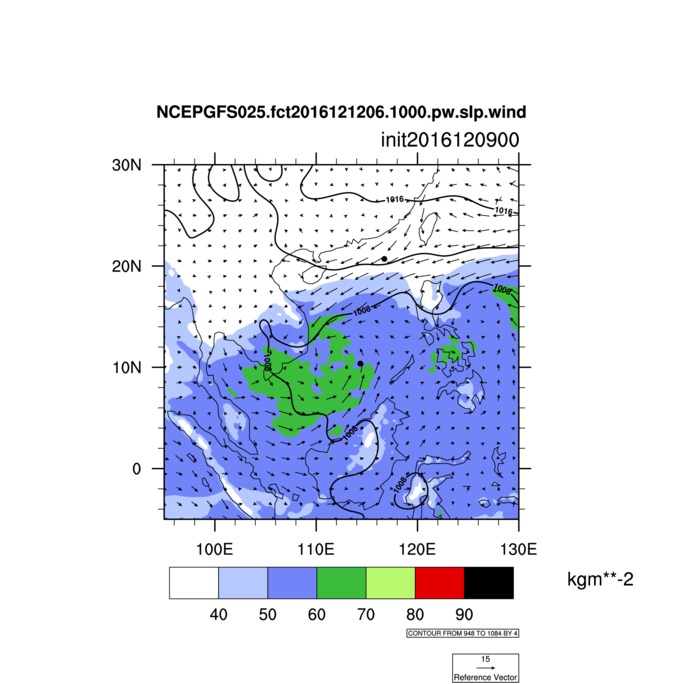 NCEPGFS025.fct2016121206.1000.pw.slp.wind
init2016120900
30N
1016
1016
20N
1008
1008
1008
10N
1008
1008
0
100E 110E 120E 130E
kgm**-2
40 50 60 70 80 90
CONTOUR FROM 948 TO 1084 BY 4
15
Reference Vector